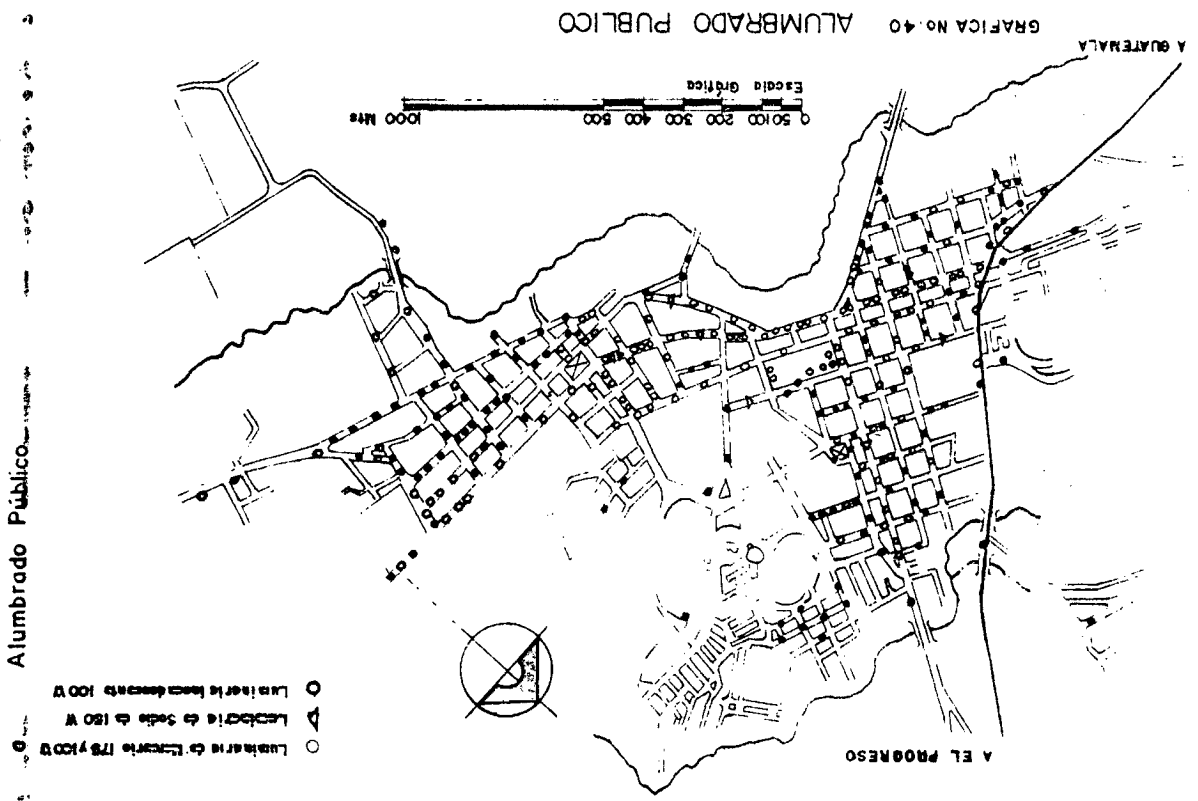 GRAFICA No. 40 ALUMBRADO PUBLICO
A GUATEMALA
Escala Gráfica
0 50 100 200 300 400 500 1000 Mts
A EL PROGRESO
Luminaria de Mercurio 175 y 100 W
de Sodio de 150 W
Luminaria Incandescente 100 W
Alumbrado Público